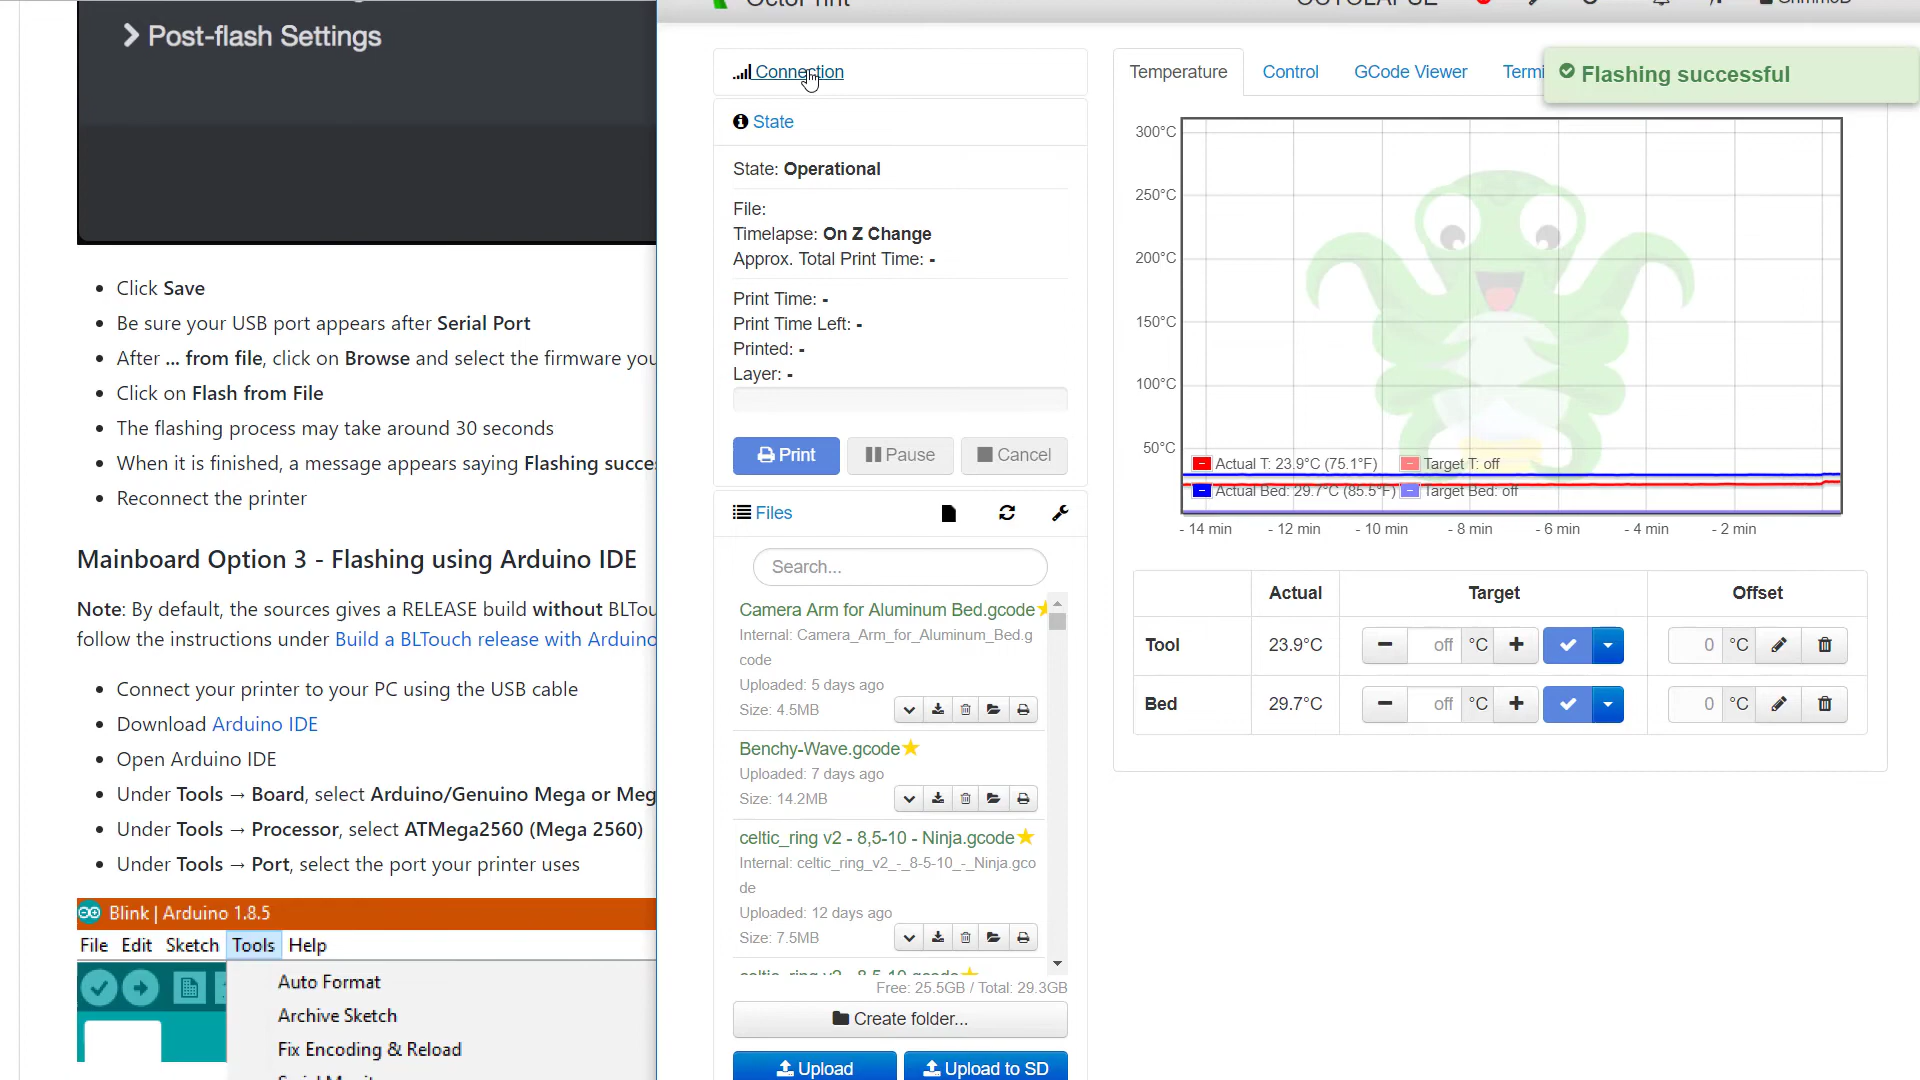 Post-flash Settings
Click Save
Be sure your USB port appears after Serial Port
After ... from file, click on Browse and select the firmware you
Click on Flash from File
The flashing process may take around 30 seconds
When it is finished, a message appears saying Flashing succe
Reconnect the printer
Mainboard Option 3 - Flashing using Arduino IDE
Note: By default, the sources gives a RELEASE build without BLTou
follow the instructions under Build a BLTouch release with Arduino
Connect your printer to your PC using the USB cable
Download Arduino IDE
Open Arduino IDE
Under Tools → Board, select Arduino/Genuino Mega or Meg
Under Tools → Processor, select ATMega2560 (Mega 2560)
Under Tools → Port, select the port your printer uses
Blink | Arduino 1.8.5
File Edit Sketch Tools Help
Auto Format
Archive Sketch
Fix Encoding & Reload
OctoPrint
OCTOLAPSE
Connection
State
State: Operational
File:
Timelapse: On Z Change
Approx. Total Print Time: -
Print Time: -
Print Time Left: -
Printed: -
Layer: -
Print Pause Cancel
Files
Search...
Camera Arm for Aluminum Bed.gcode
Internal: Camera_Arm_for_Aluminum_Bed.g
code
Uploaded: 5 days ago
Size: 4.5MB
Benchy-Wave.gcode
Uploaded: 7 days ago
Size: 14.2MB
celtic_ring v2 - 8,5-10 - Ninja.gcode
Internal: celtic_ring_v2_-_8-5-10_-_Ninja.gco
de
Uploaded: 12 days ago
Size: 7.5MB
celtic_ring v2 - 8,5-10.gcode
Free: 25.5GB / Total: 29.3GB
Create folder...
Upload Upload to SD
Temperature Control GCode Viewer Termi
Flashing successful
300°C
250°C
200°C
150°C
100°C
50°C
Actual T: 23.9°C (75.1°F) Target T: off
Actual Bed: 29.7°C (85.5°F) Target Bed: off
- 14 min - 12 min - 10 min - 8 min - 6 min - 4 min - 2 min
Actual Target Offset
Tool 23.9°C off °C 0 °C
Bed 29.7°C off °C 0 °C